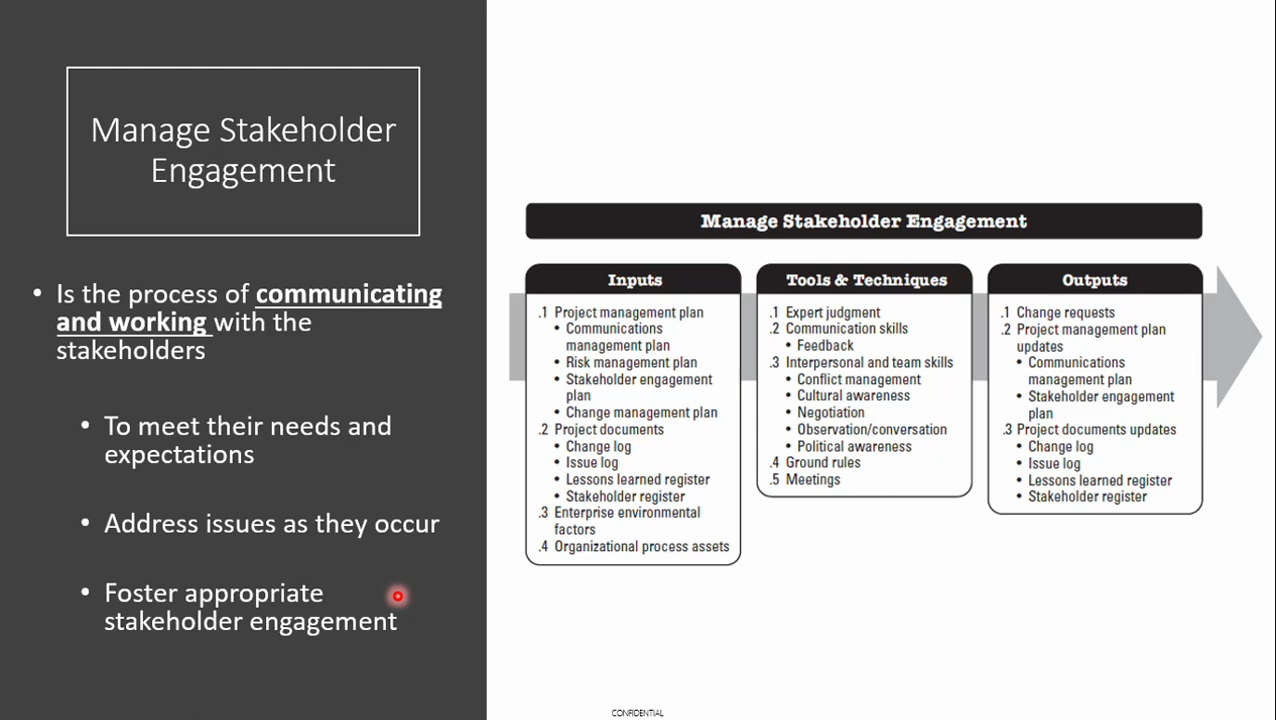 Manage Stakeholder
Engagement
• Is the process of communicating
and working with the
stakeholders
• To meet their needs and
expectations
• Address issues as they occur
• Foster appropriate
stakeholder engagement
Manage Stakeholder Engagement
Inputs
.1 Project management plan
• Communications
management plan
• Risk management plan
• Stakeholder engagement
plan
• Change management plan
.2 Project documents
• Change log
• Issue log
• Lessons learned register
• Stakeholder register
.3 Enterprise environmental
factors
.4 Organizational process assets
Tools & Techniques
.1 Expert judgment
.2 Communication skills
• Feedback
.3 Interpersonal and team skills
• Conflict management
• Cultural awareness
• Negotiation
• Observation/conversation
• Political awareness
.4 Ground rules
.5 Meetings
Outputs
.1 Change requests
.2 Project management plan
updates
• Communications
management plan
• Stakeholder engagement
plan
.3 Project documents updates
• Change log
• Issue log
• Lessons learned register
• Stakeholder register
CONFIDENTIAL